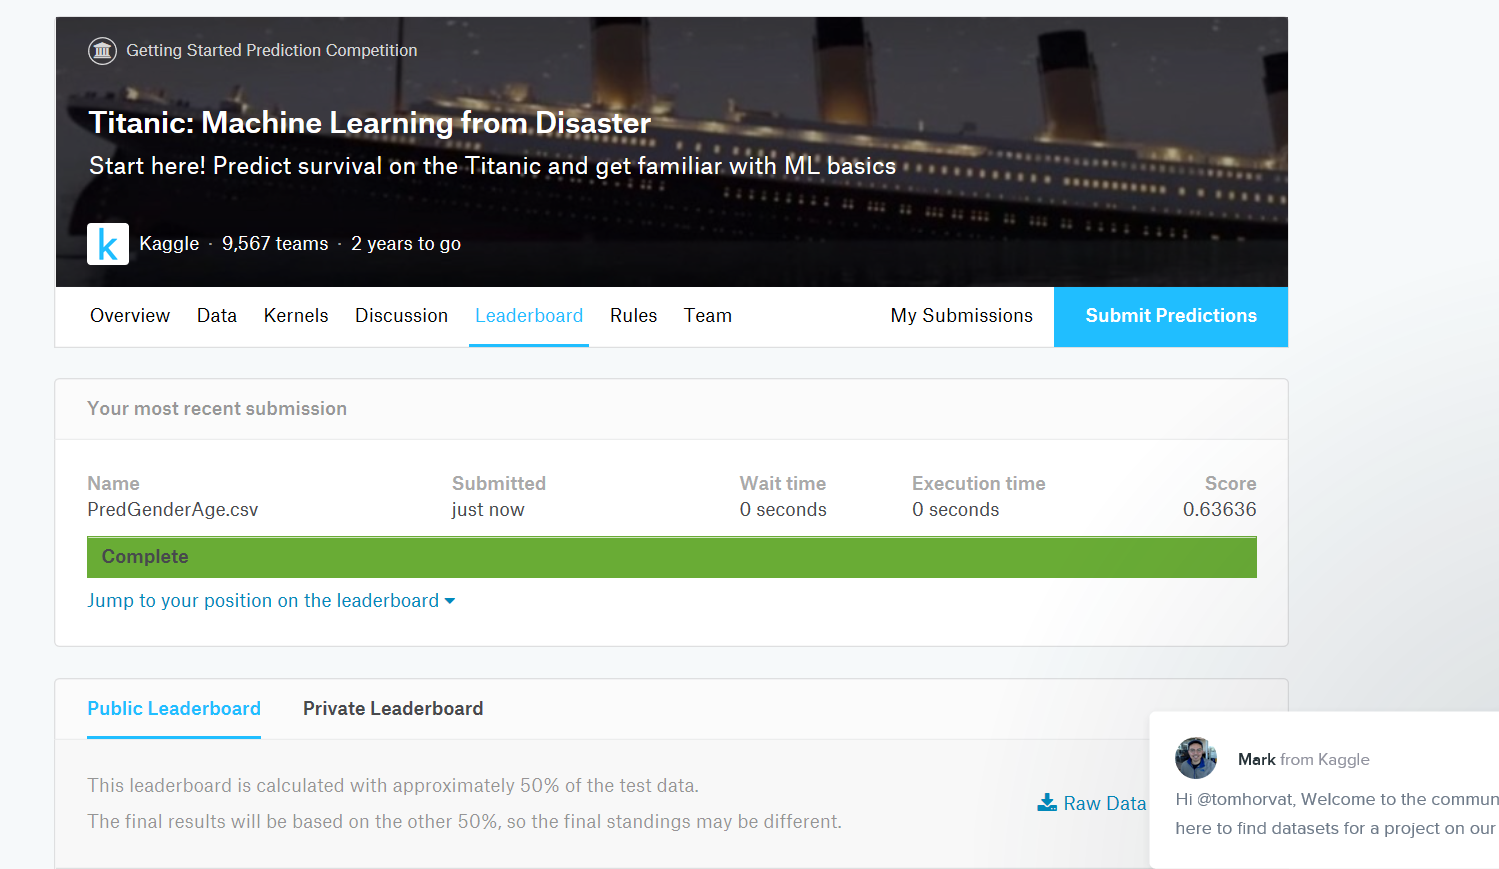 Getting Started Prediction Competition
Titanic: Machine Learning from Disaster
Start here! Predict survival on the Titanic and get familiar with ML basics
k Kaggle · 9,567 teams · 2 years to go
Overview Data Kernels Discussion Leaderboard Rules Team My Submissions Submit Predictions
Your most recent submission
Name Submitted Wait time Execution time Score
PredGenderAge.csv just now 0 seconds 0 seconds 0.63636
Complete
Jump to your position on the leaderboard
Public Leaderboard Private Leaderboard
This leaderboard is calculated with approximately 50% of the test data.
The final results will be based on the other 50%, so the final standings may be different.
Raw Data
Mark from Kaggle
Hi @tomhorvat, Welcome to the commun
here to find datasets for a project on our